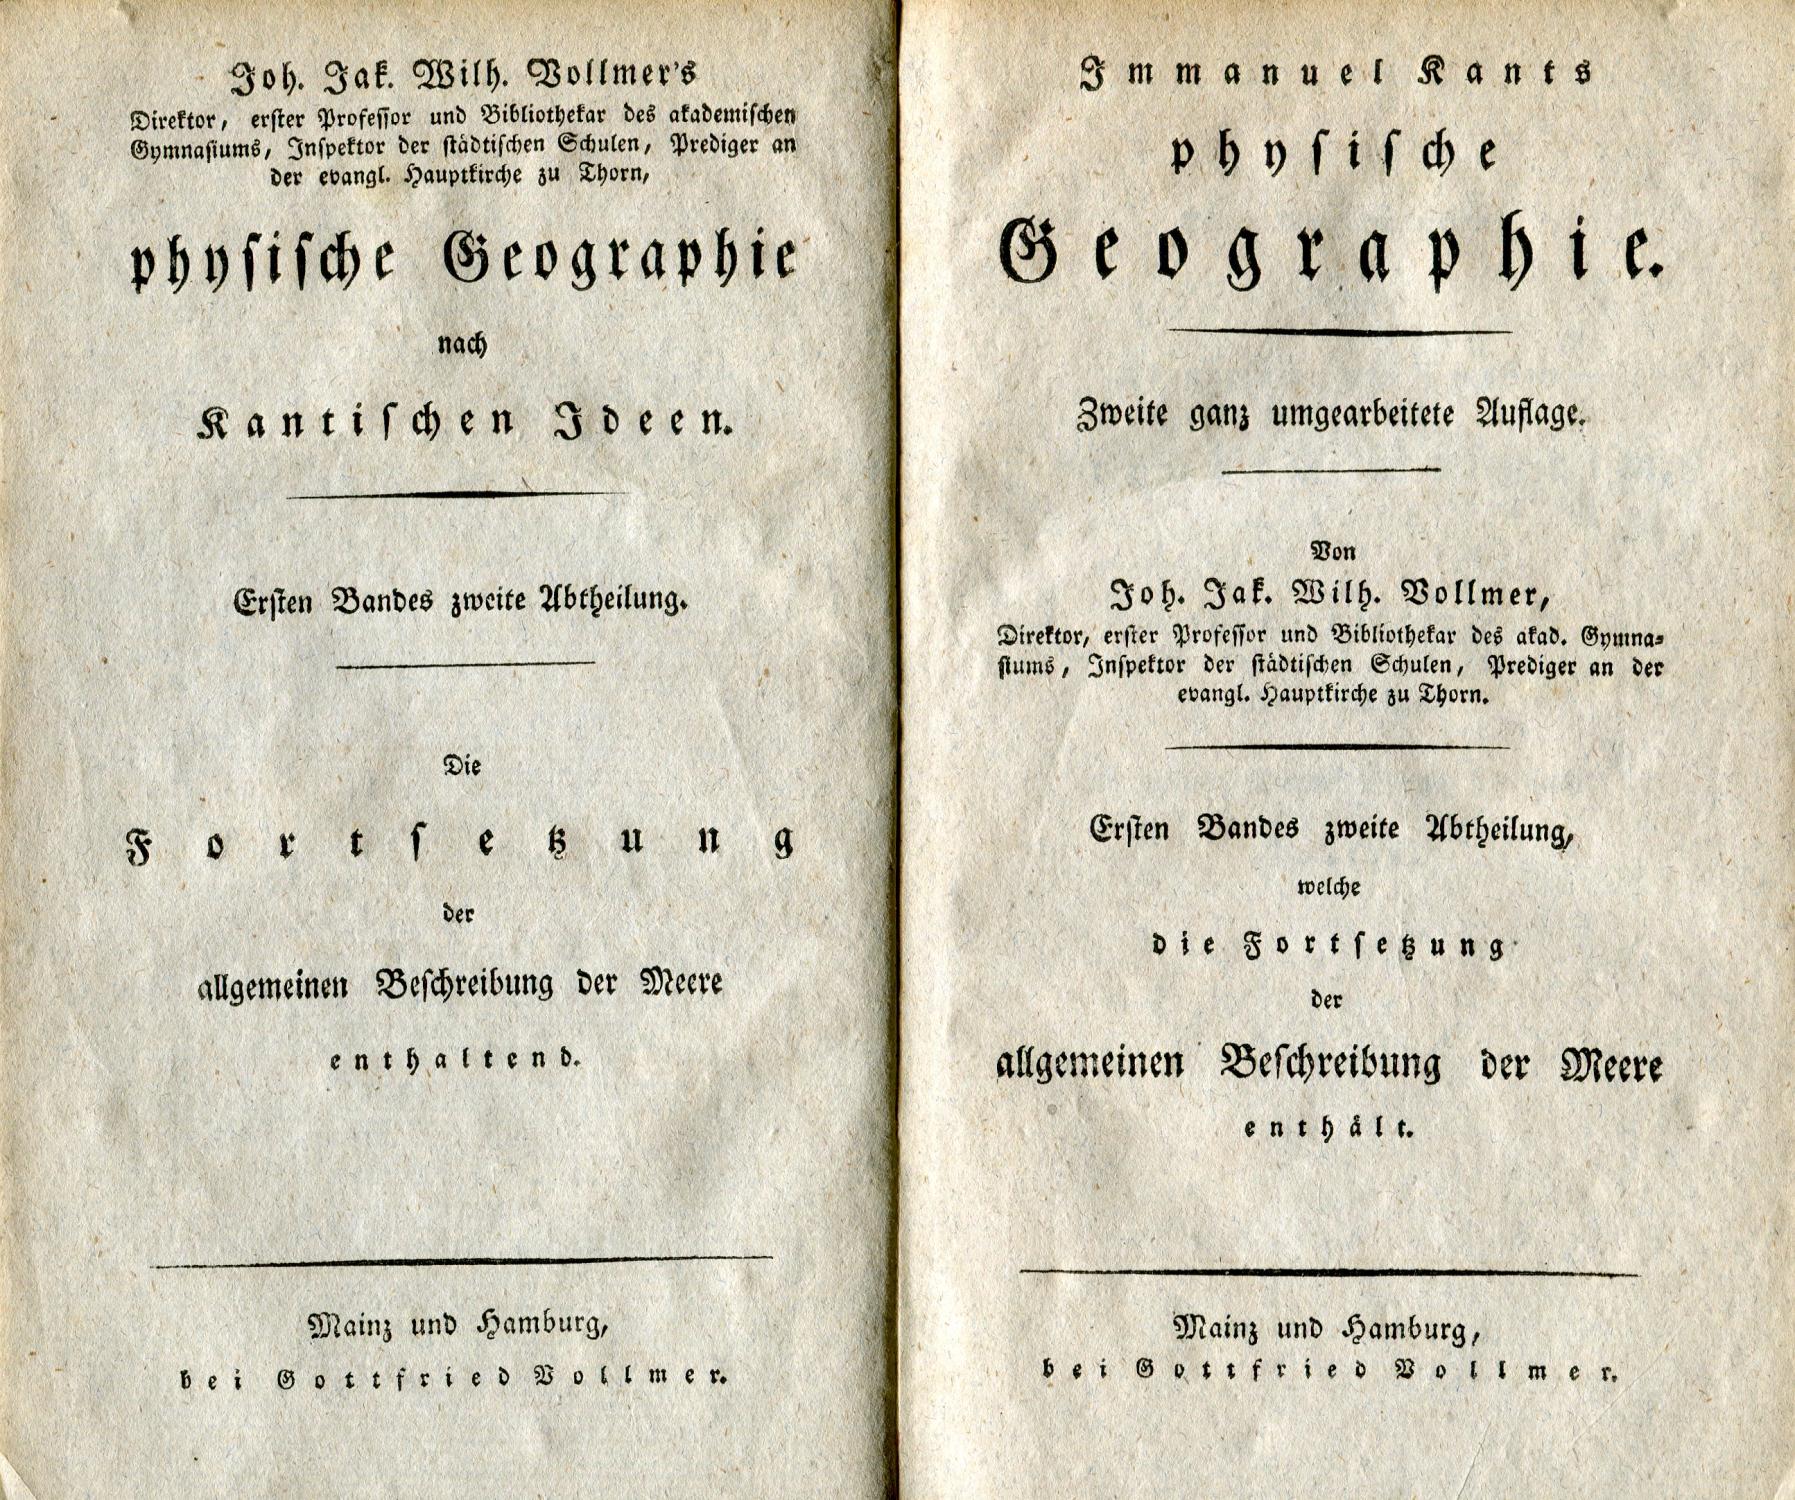 Joh. Jak. Wilh. Vollmer's
Direktor, erster Professor und Bibliothekar des akademischen
Gymnasiums, Inspektor der städtischen Schulen, Prediger an
der evangl. Hauptkirche zu Thorn,
physische Geographie
nach
Kantischen Ideen.
Ersten Bandes zweite Abtheilung.
Die
Fortsetzung
der
allgemeinen Beschreibung der Meere
enthaltend.
Mainz und Hamburg,
bei Gottfried Vollmer.
Immanuel Kants
physische
Geographie.
Zweite ganz umgearbeitete Auflage.
Von
Joh. Jak. Wilh. Vollmer,
Direktor, erster Professor und Bibliothekar des akad. Gymna-
siums, Inspektor der städtischen Schulen, Prediger an der
evangl. Hauptkirche zu Thorn.
Ersten Bandes zweite Abtheilung,
welche
die Fortsetzung
der
allgemeinen Beschreibung der Meere
enthält.
Mainz und Hamburg,
bei Gottfried Vollmer.